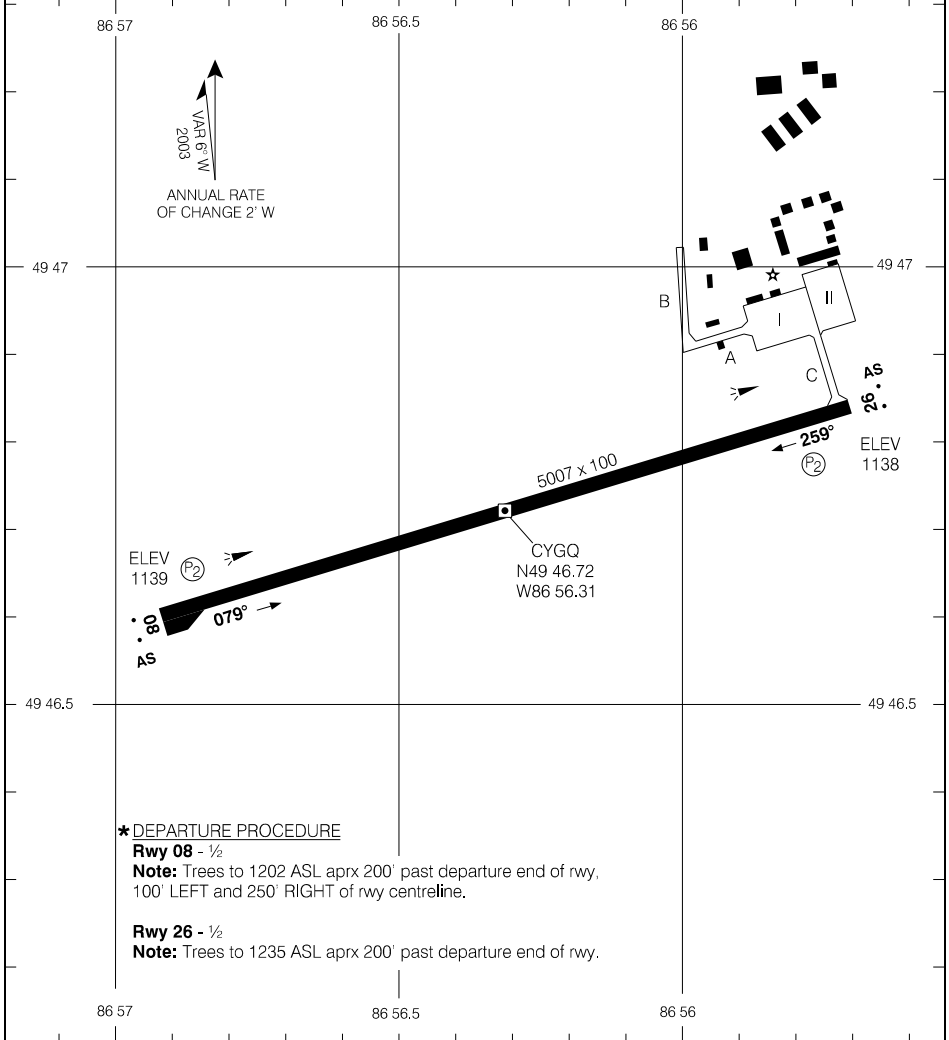 86 57
86 56.5
86 56
VAR 6° W
2003
ANNUAL RATE
OF CHANGE 2' W
49 47
49 47
B
I
II
A
C
AS
26
259°
P2
ELEV
1138
5007 x 100
CYGQ
N49 46.72
W86 56.31
ELEV
1139
P2
079°
08
AS
49 46.5
49 46.5
* DEPARTURE PROCEDURE
Rwy 08 - ½
Note: Trees to 1202 ASL aprx 200' past departure end of rwy,
100' LEFT and 250' RIGHT of rwy centreline.
Rwy 26 - ½
Note: Trees to 1235 ASL aprx 200' past departure end of rwy.
86 57
86 56.5
86 56